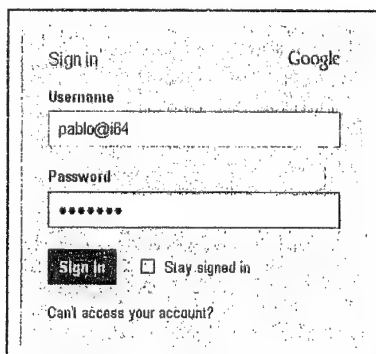 Sign in Google
Username
pablo@i64
Password
•••••••
Sign in Stay signed in
Can't access your account?